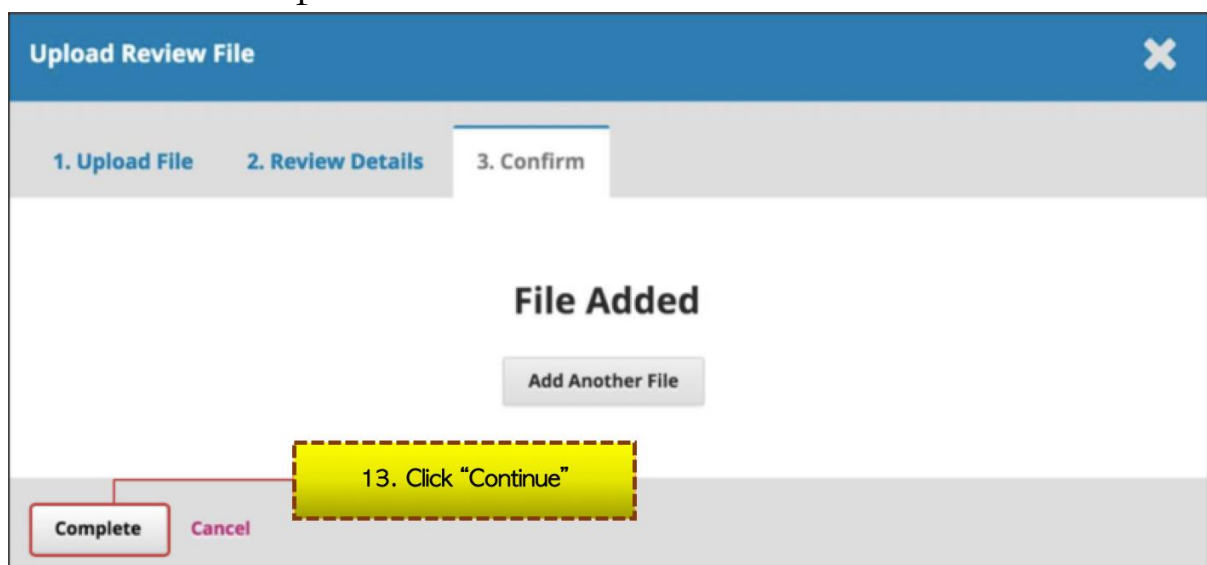 Upload Review File
1. Upload File 2. Review Details 3. Confirm
File Added
Add Another File
13. Click “Continue”
Complete Cancel